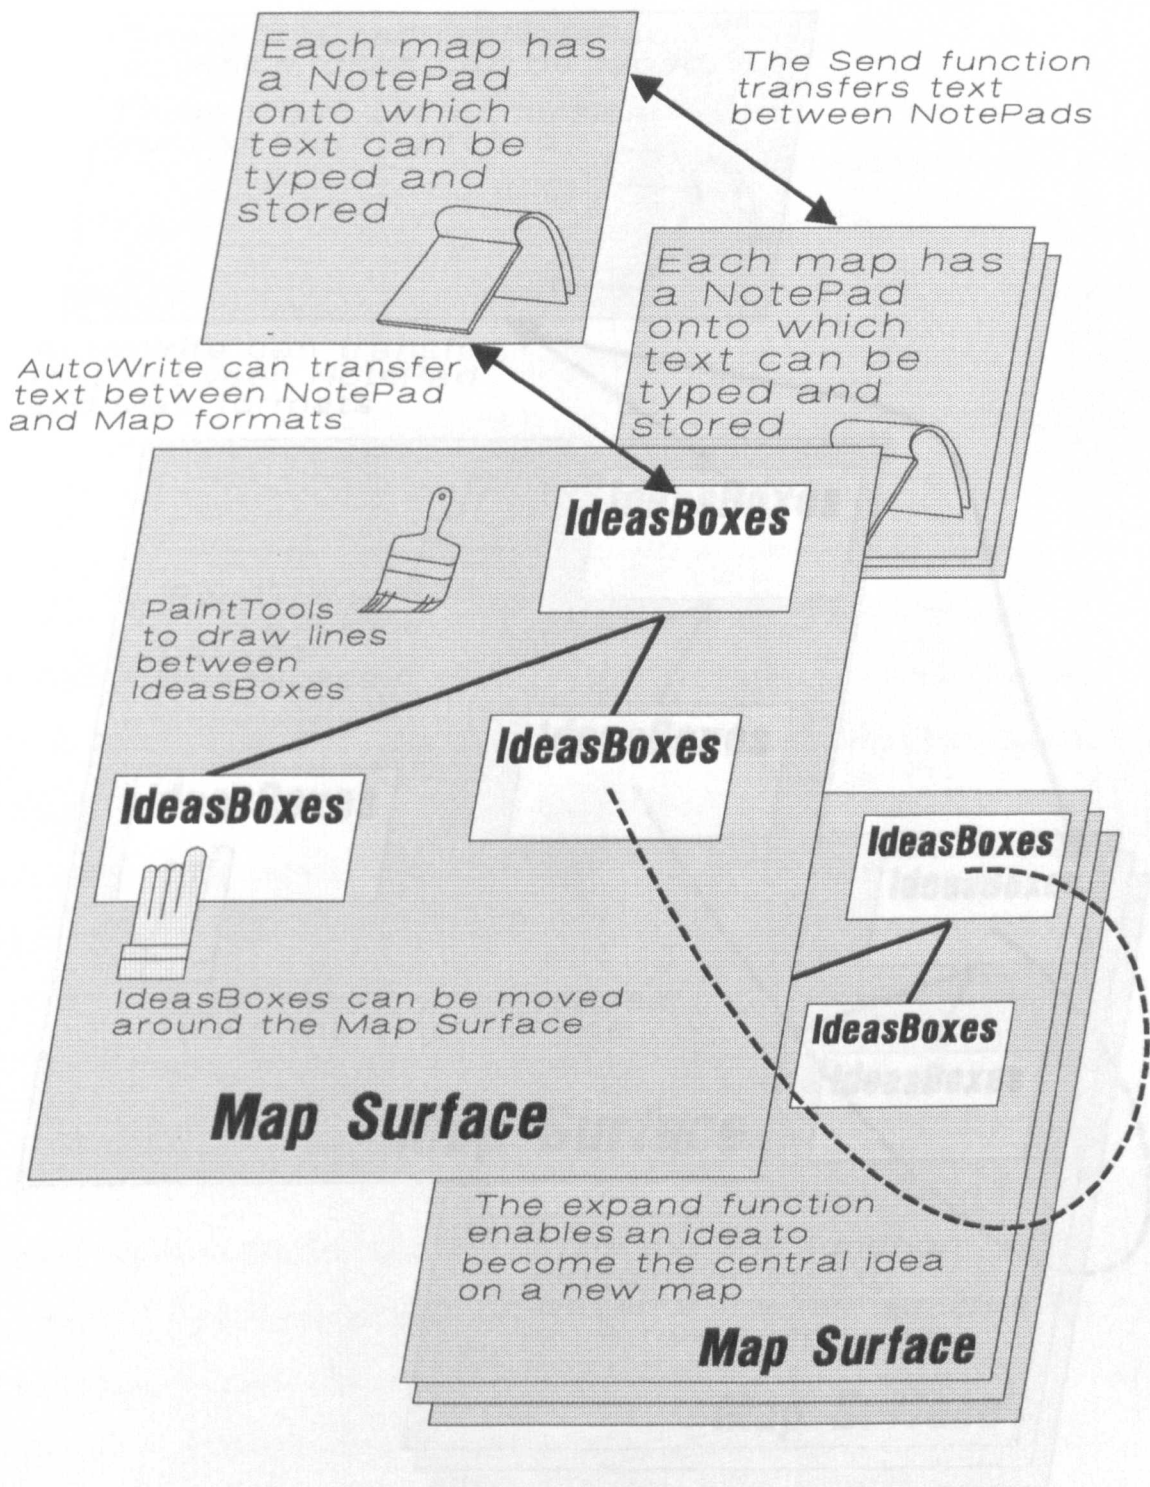 Each map has
a NotePad
onto which
text can be
typed and
stored
The Send function
transfers text
between NotePads
Each map has
a NotePad
onto which
text can be
typed and
stored
AutoWrite can transfer
text between NotePad
and Map formats
IdeasBoxes
PaintTools
to draw lines
between
IdeasBoxes
IdeasBoxes
IdeasBoxes
IdeasBoxes can be moved
around the Map Surface
Map Surface
IdeasBoxes
IdeasBoxes
The expand function
enables an idea to
become the central idea
on a new map
Map Surface